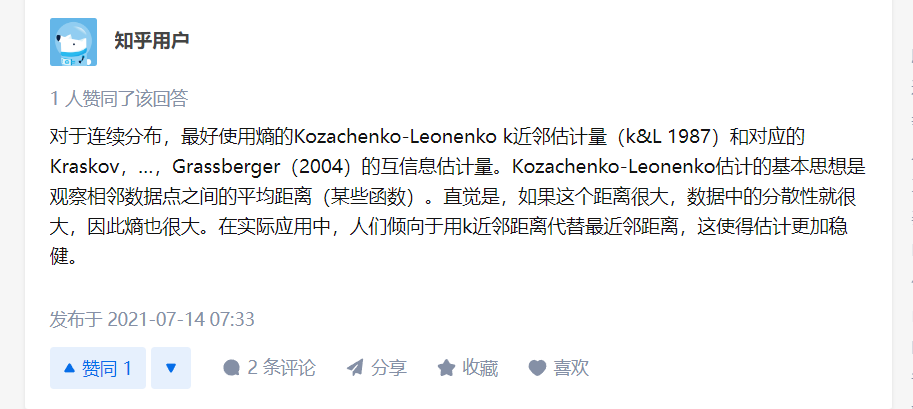 知乎用户
1 人赞同了该回答
对于连续分布，最好使用熵的Kozachenko-Leonenko k近邻估计量（k&L 1987）和对应的
Kraskov，...，Grassberger（2004）的互信息估计量。Kozachenko-Leonenko估计的基本思想是
观察相邻数据点之间的平均距离（某些函数）。直觉是，如果这个距离很大，数据中的分散性就很
大，因此熵也很大。在实际应用中，人们倾向于用k近邻距离代替最近邻距离，这使得估计更加稳
健。
发布于 2021-07-14 07:33
赞同 1 2 条评论 分享 收藏 喜欢